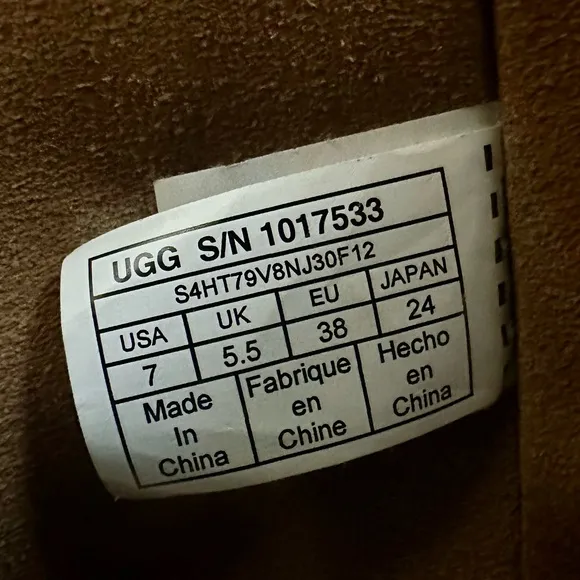 UGG S/N 1017533
S4HT79V8NJ30F12
USA UK EU JAPAN
7 5.5 38 24
Made In China
Fabrique en Chine
Hecho en China